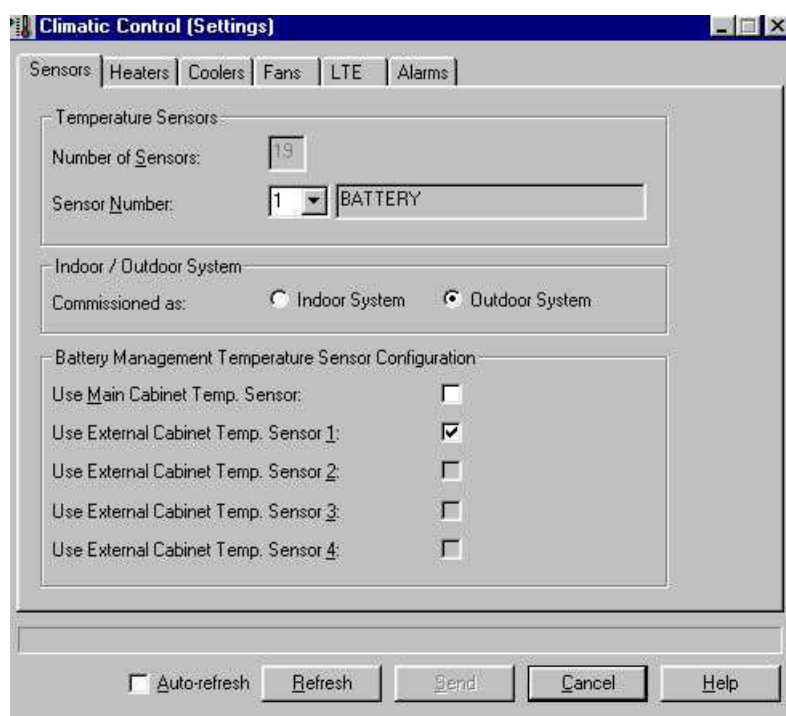 Climatic Control (Settings)
Sensors Heaters Coolers Fans LTE Alarms
Temperature Sensors
Number of Sensors: 19
Sensor Number: 1 BATTERY
Indoor / Outdoor System
Commissioned as: Indoor System Outdoor System
Battery Management Temperature Sensor Configuration
Use Main Cabinet Temp. Sensor:
Use External Cabinet Temp. Sensor 1:
Use External Cabinet Temp. Sensor 2:
Use External Cabinet Temp. Sensor 3:
Use External Cabinet Temp. Sensor 4:
Auto-refresh Refresh Send Cancel Help